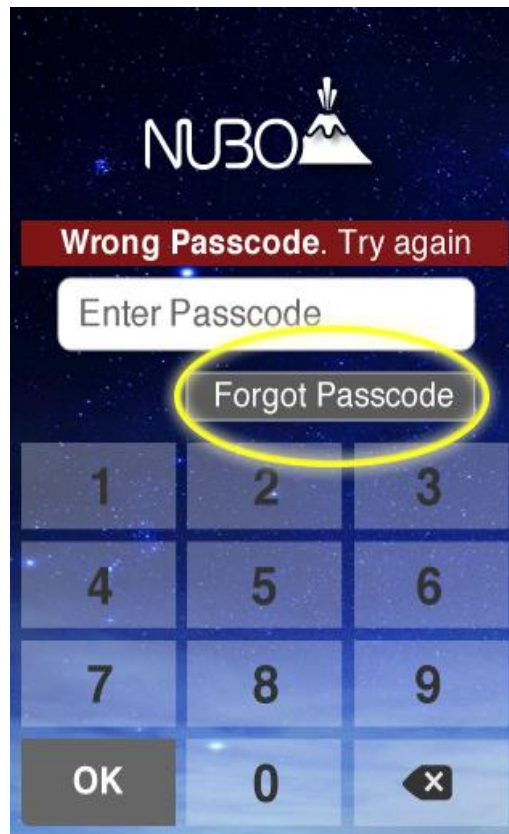 NUBO
Wrong Passcode. Try again
Enter Passcode
Forgot Passcode
1 2 3
4 5 6
7 8 9
OK 0